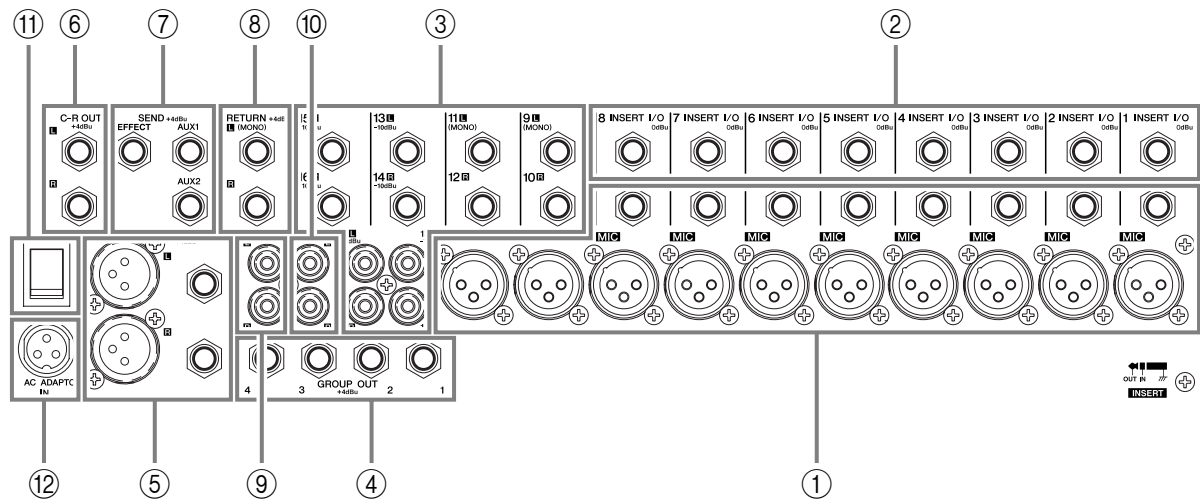 ⑪ ⑥ ⑦ ⑧ ⑩ ③ ②
C-R OUT
+4dBu
L
R
SEND +4dBu
EFFECT AUX1
AUX2
RETURN +4d
L (MONO)
R
13 L
-10dBu
14 R
-10dBu
11 L
(MONO)
12 R
9 L
(MONO)
10 R
8 INSERT I/O
0dBu
7 INSERT I/O
0dBu
6 INSERT I/O
0dBu
5 INSERT I/O
0dBu
4 INSERT I/O
0dBu
3 INSERT I/O
0dBu
2 INSERT I/O
0dBu
1 INSERT I/O
0dBu
MIC MIC MIC MIC MIC MIC MIC MIC
L
R
L
dBu
AC ADAPTO
IN
GROUP OUT
+4dBu
4 3 2 1
OUT IN
INSERT
⑫ ⑤ ⑨ ④ ①